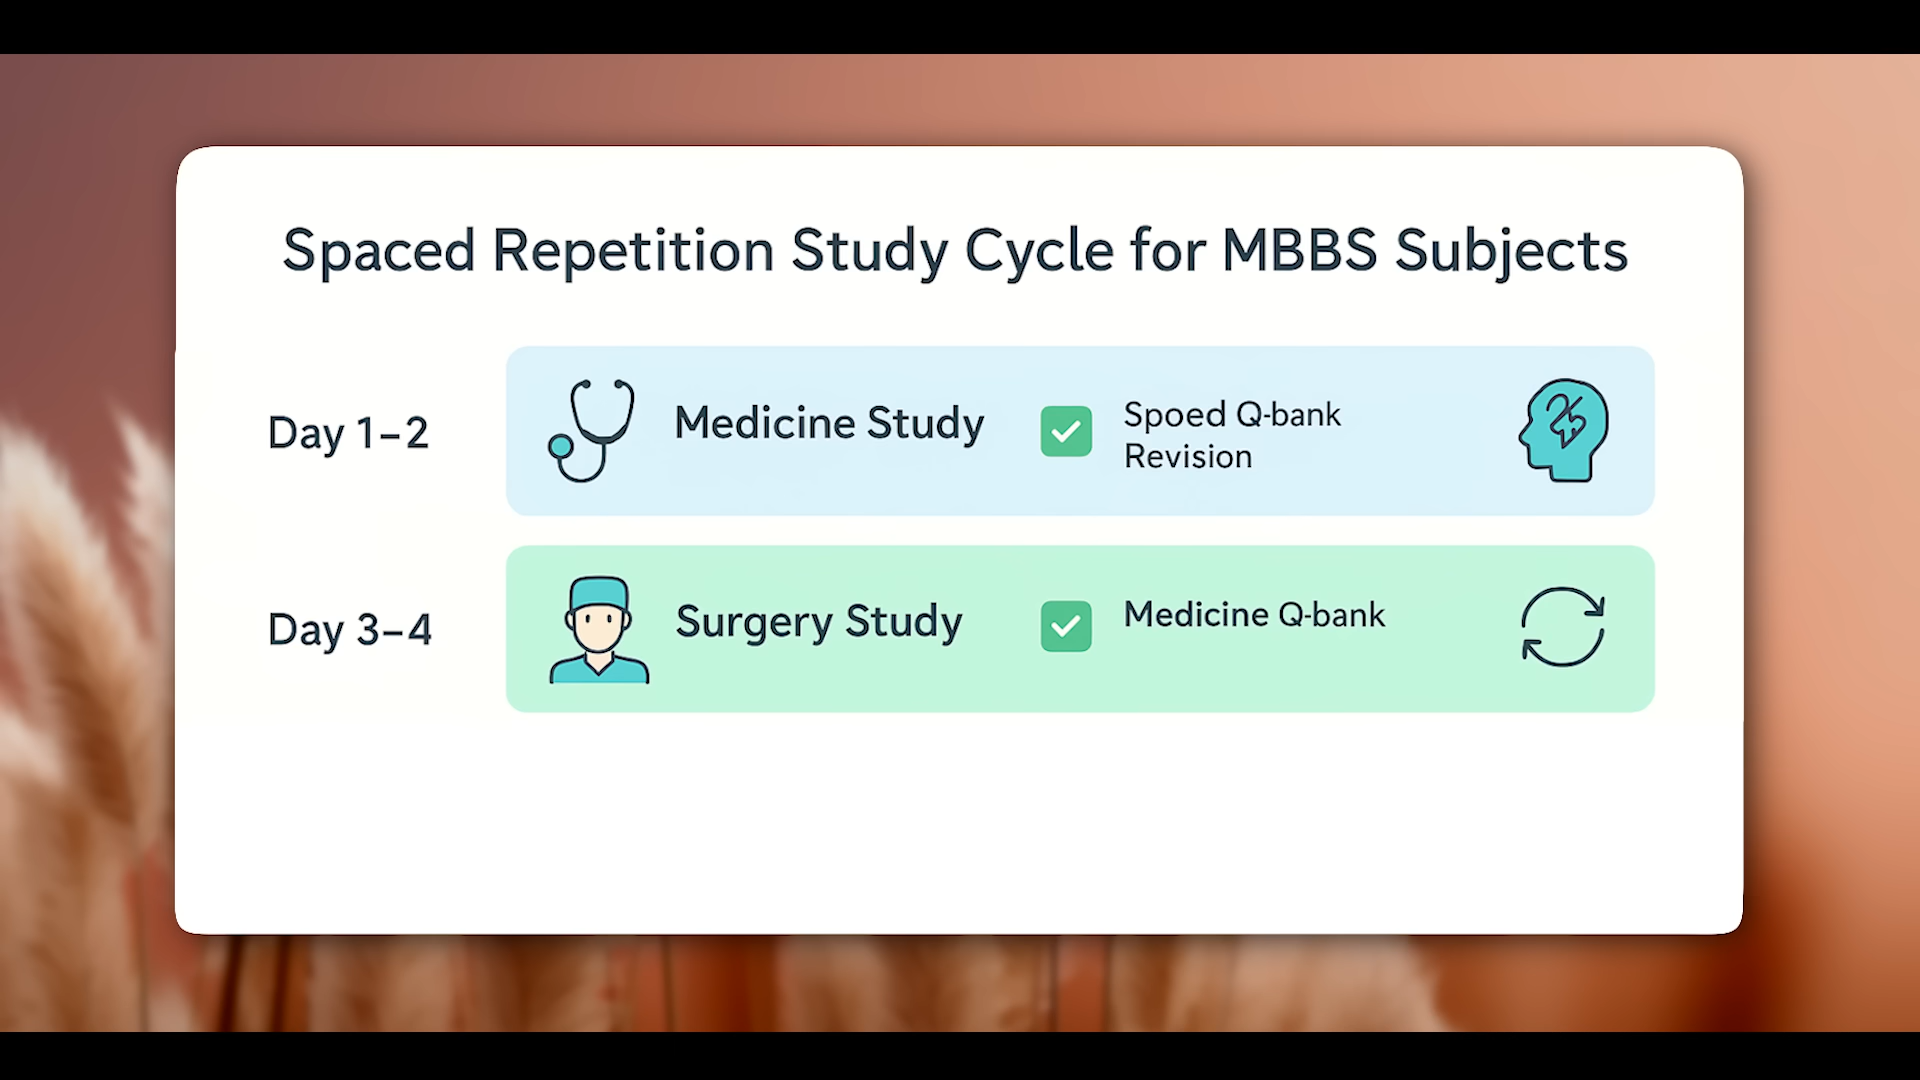 Spaced Repetition Study Cycle for MBBS Subjects
Day 1–2
Medicine Study
Spoed Q-bank
Revision
Day 3–4
Surgery Study
Medicine Q-bank